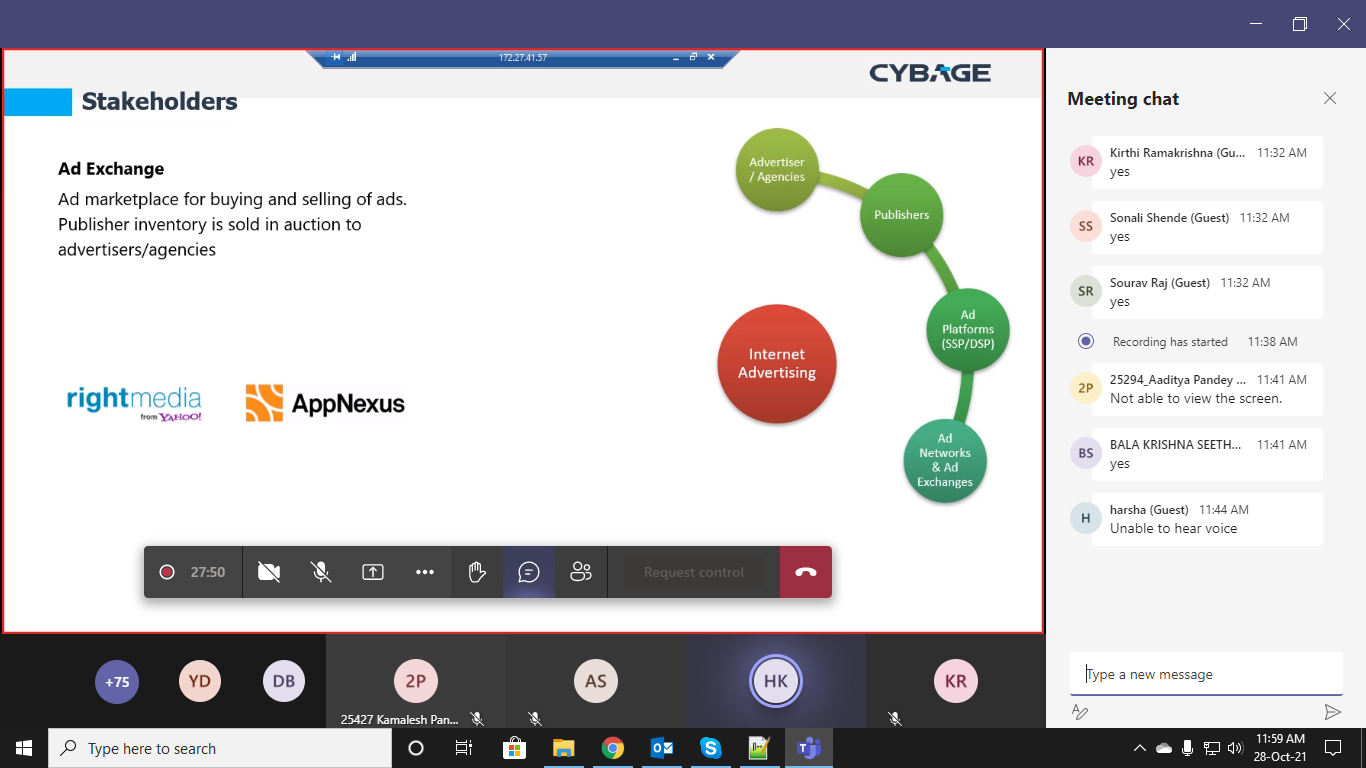 172.27.41.57
CYBAGE
Stakeholders
Ad Exchange
Ad marketplace for buying and selling of ads.
Publisher inventory is sold in auction to
advertisers/agencies
rightmedia
from YAHOO!
AppNexus
Advertiser
/ Agencies
Publishers
Ad
Platforms
(SSP/DSP)
Internet
Advertising
Ad
Networks
& Ad
Exchanges
27:50
Request control
+75
YD
DB
2P
25427 Kamalesh Pan...
AS
HK
KR
Meeting chat
KR
Kirthi Ramakrishna (Gu... 11:32 AM
yes
SS
Sonali Shende (Guest) 11:32 AM
yes
SR
Sourav Raj (Guest) 11:32 AM
yes
Recording has started 11:38 AM
2P
25294_Aaditya Pandey ... 11:41 AM
Not able to view the screen.
BS
BALA KRISHNA SEETH... 11:41 AM
yes
H
harsha (Guest) 11:44 AM
Unable to hear voice
Type a new message
Type here to search
11:59 AM
28-Oct-21